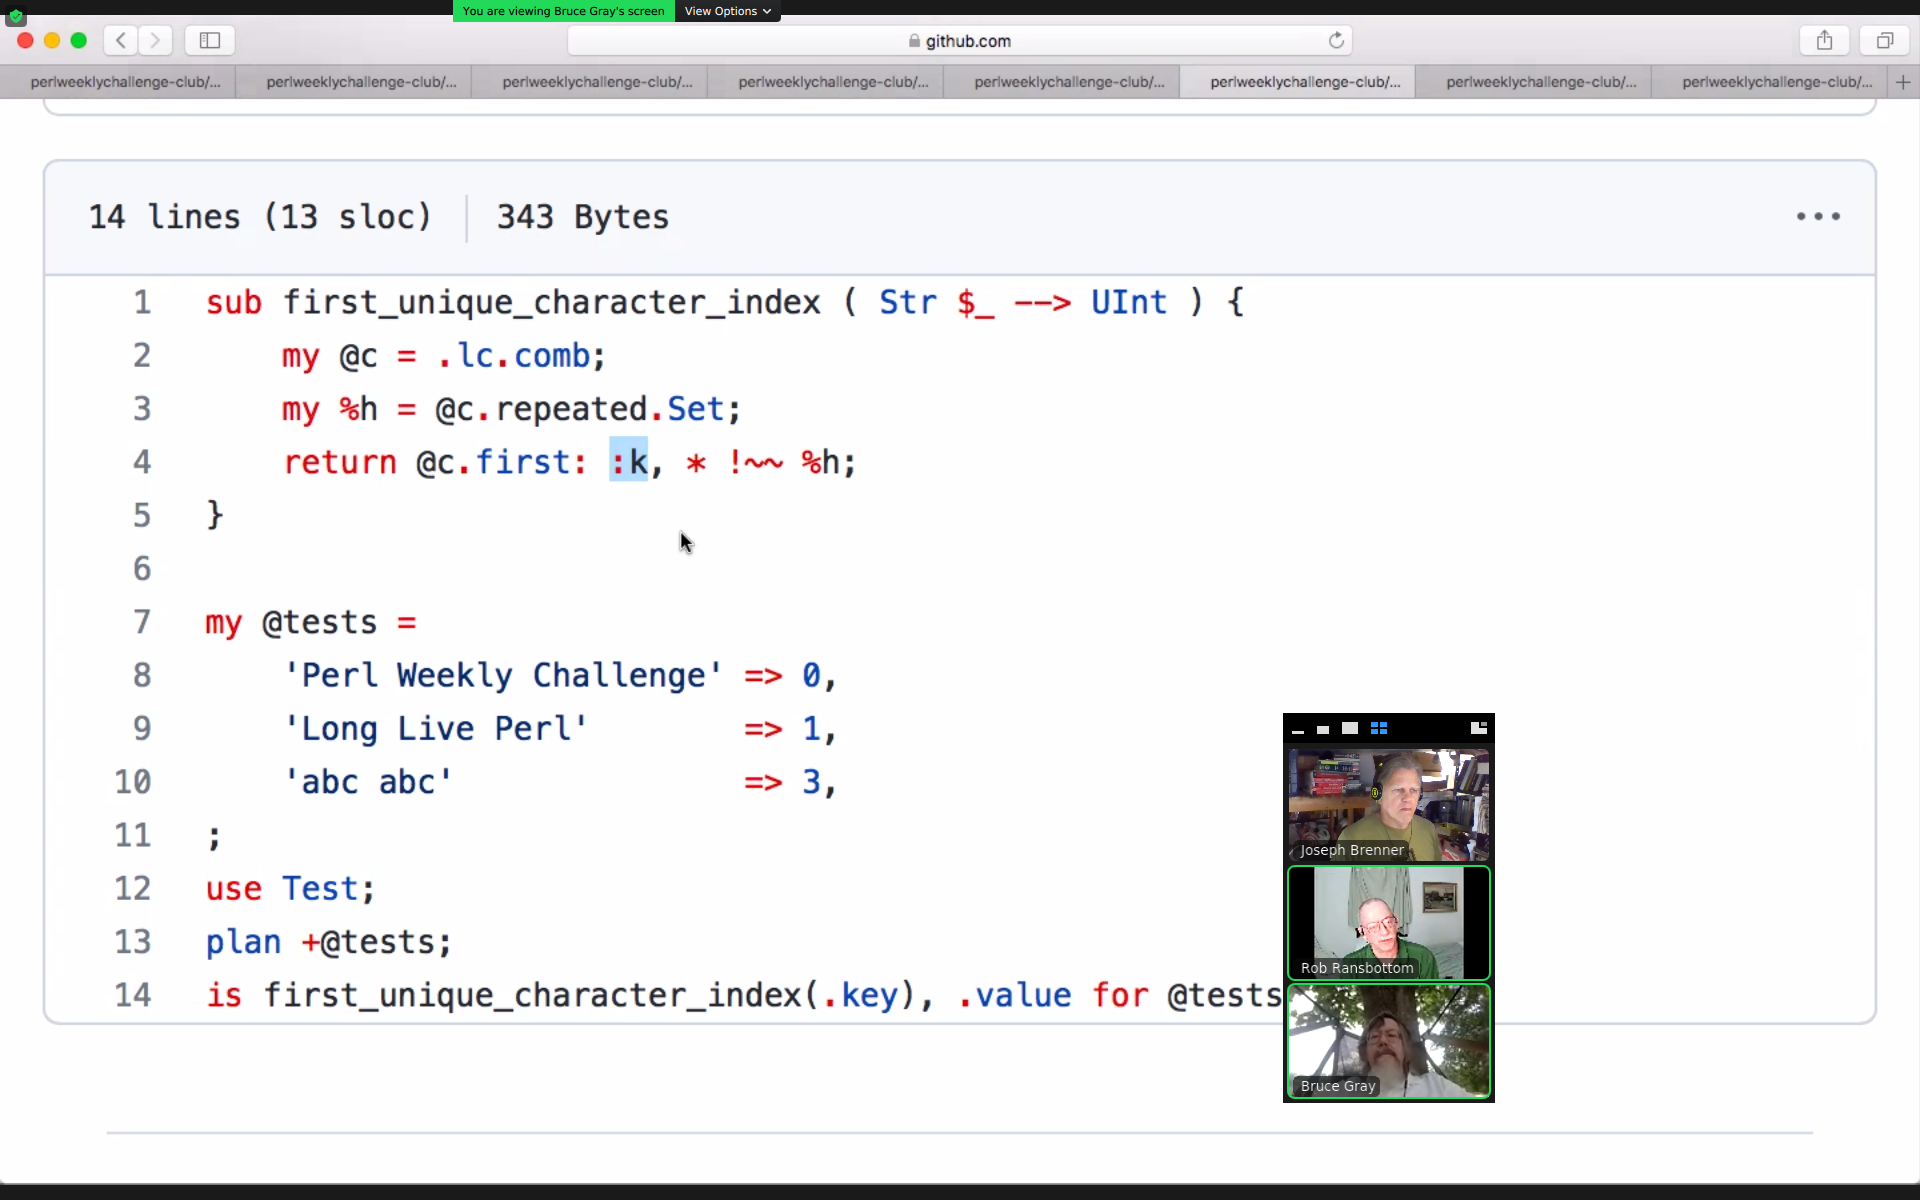 You are viewing Bruce Gray's screen View Options
github.com
perlweeklychallenge-club/... perlweeklychallenge-club/... perlweeklychallenge-club/... perlweeklychallenge-club/... perlweeklychallenge-club/... perlweeklychallenge-club/... perlweeklychallenge-club/... perlweeklychallenge-club/...
14 lines (13 sloc) 343 Bytes
1 sub first_unique_character_index ( Str $_ --> UInt ) {
2 my @c = .lc.comb;
3 my %h = @c.repeated.Set;
4 return @c.first: :k, * !~~ %h;
5 }
6
7 my @tests =
8 'Perl Weekly Challenge' => 0,
9 'Long Live Perl' => 1,
10 'abc abc' => 3,
11 ;
12 use Test;
13 plan +@tests;
14 is first_unique_character_index(.key), .value for @tests
Joseph Brenner
Rob Ransbottom
Bruce Gray